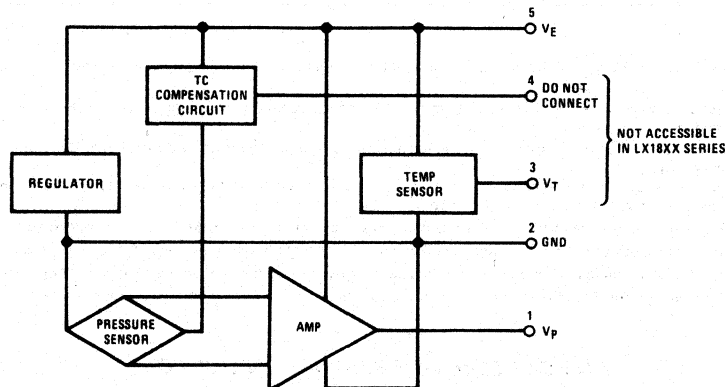 5
VE
TC
COMPENSATION
CIRCUIT
4
DO NOT
CONNECT
NOT ACCESSIBLE
IN LX18XX SERIES
REGULATOR
TEMP
SENSOR
3
VT
2
GND
PRESSURE
SENSOR
AMP
1
VP